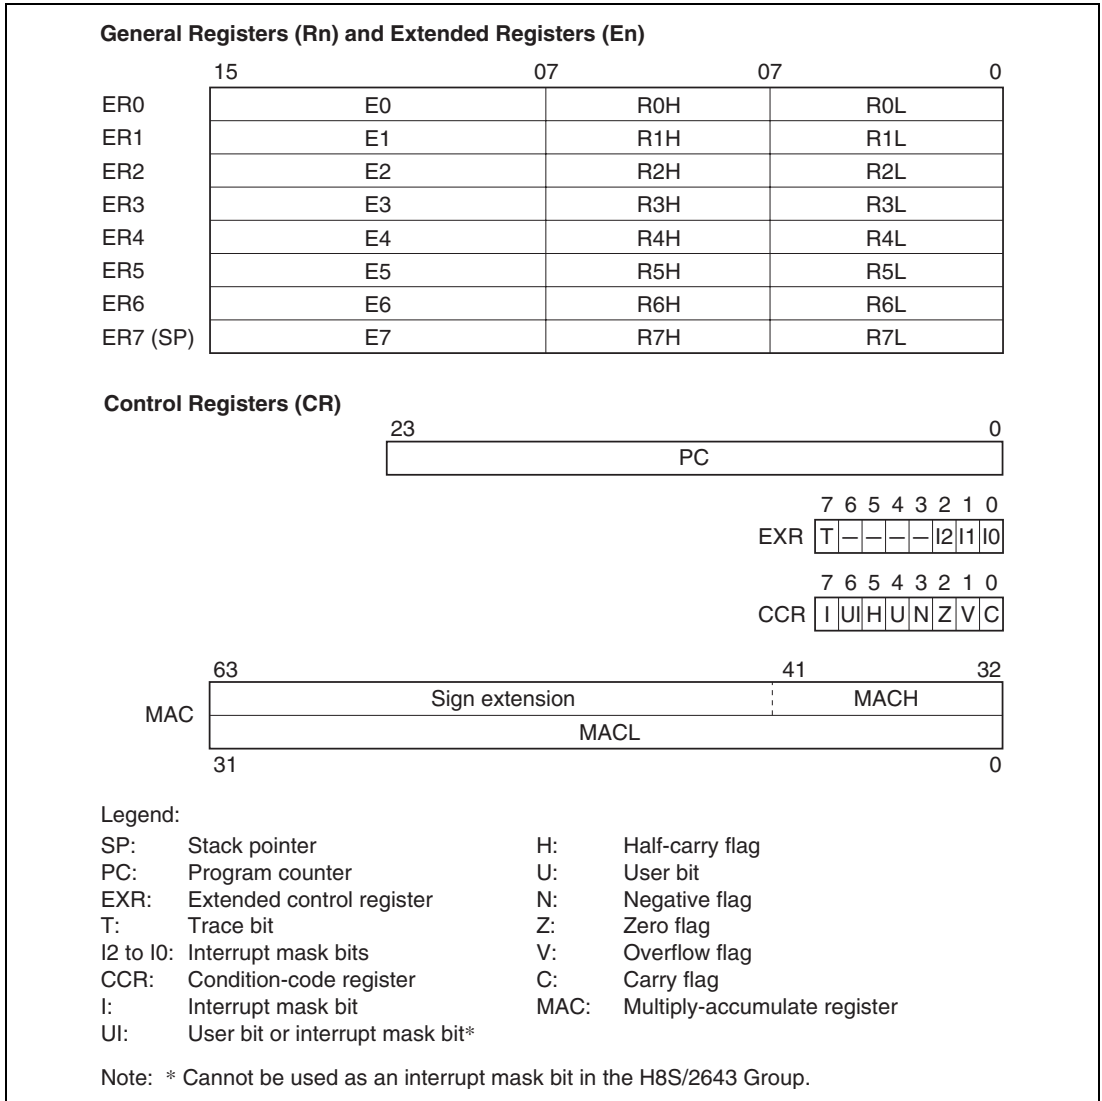 General Registers (Rn) and Extended Registers (En)
15 07 07 0
ER0 E0 R0H R0L
ER1 E1 R1H R1L
ER2 E2 R2H R2L
ER3 E3 R3H R3L
ER4 E4 R4H R4L
ER5 E5 R5H R5L
ER6 E6 R6H R6L
ER7 (SP) E7 R7H R7L
Control Registers (CR)
23 0
PC
7 6 5 4 3 2 1 0
EXR T — — — — I2 I1 I0
7 6 5 4 3 2 1 0
CCR I UI H U N Z V C
63 41 32
MAC Sign extension MACH
MACL
31 0
Legend:
SP: Stack pointer H: Half-carry flag
PC: Program counter U: User bit
EXR: Extended control register N: Negative flag
T: Trace bit Z: Zero flag
I2 to I0: Interrupt mask bits V: Overflow flag
CCR: Condition-code register C: Carry flag
I: Interrupt mask bit MAC: Multiply-accumulate register
UI: User bit or interrupt mask bit*
Note: * Cannot be used as an interrupt mask bit in the H8S/2643 Group.